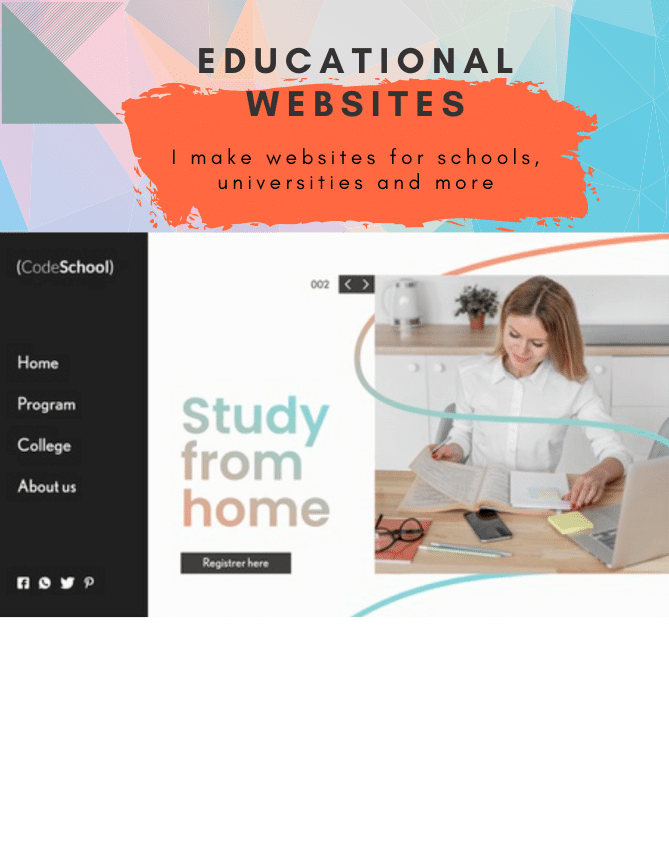 EDUCATIONAL
WEBSITES
I make websites for schools,
universities and more
(CodeSchool)
002
Home
Program
College
About us
Study
from
home
Registrer here